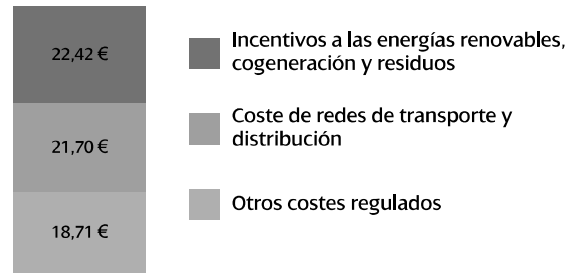 22,42 €
Incentivos a las energías renovables,
cogeneración y residuos
21,70 €
Coste de redes de transporte y
distribución
18,71 €
Otros costes regulados